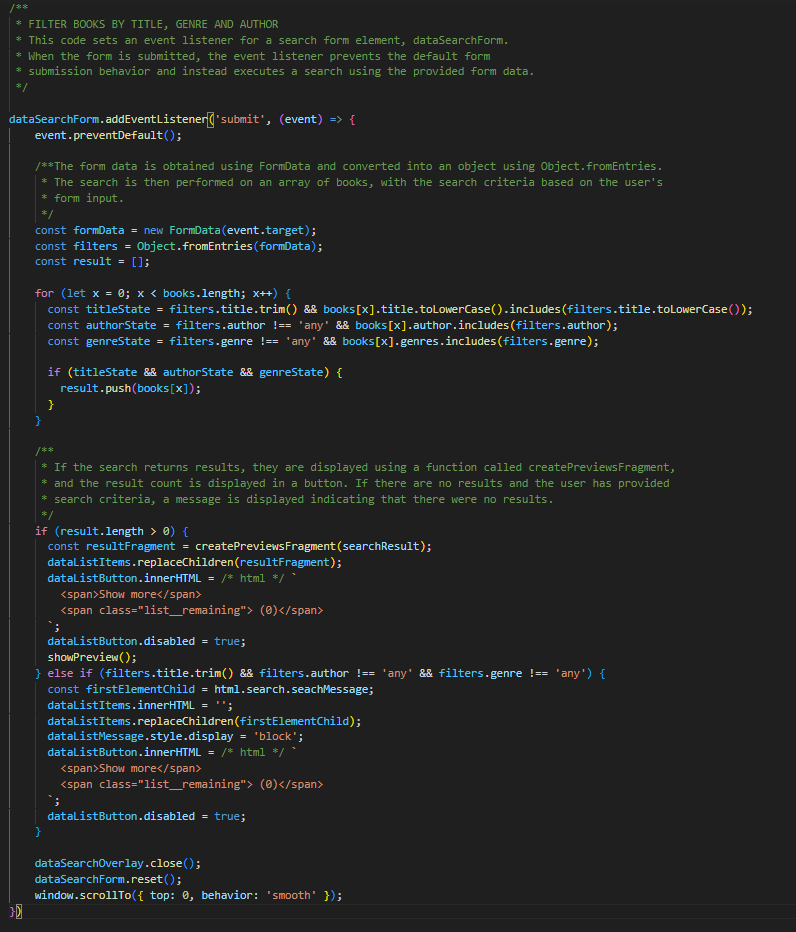 /**
 * FILTER BOOKS BY TITLE, GENRE AND AUTHOR
 * This code sets an event listener for a search form element, dataSearchForm.
 * When the form is submitted, the event listener prevents the default form
 * submission behavior and instead executes a search using the provided form data.
 */
dataSearchForm.addEventListener('submit', (event) => {
    event.preventDefault();
    /**The form data is obtained using FormData and converted into an object using Object.fromEntries.
     * The search is then performed on an array of books, with the search criteria based on the user's
     * form input.
     */
    const formData = new FormData(event.target);
    const filters = Object.fromEntries(formData);
    const result = [];
    for (let x = 0; x < books.length; x++) {
      const titleState = filters.title.trim() && books[x].title.toLowerCase().includes(filters.title.toLowerCase());
      const authorState = filters.author !== 'any' && books[x].author.includes(filters.author);
      const genreState = filters.genre !== 'any' && books[x].genres.includes(filters.genre);
      if (titleState && authorState && genreState) {
        result.push(books[x]);
      }
    }
    /**
     * If the search returns results, they are displayed using a function called createPreviewsFragment,
     * and the result count is displayed in a button. If there are no results and the user has provided
     * search criteria, a message is displayed indicating that there were no results.
     */
    if (result.length > 0) {
      const resultFragment = createPreviewsFragment(searchResult);
      dataListItems.replaceChildren(resultFragment);
      dataListButton.innerHTML = /* html */ `
        <span>Show more</span>
        <span class="list__remaining"> (0)</span>
      `;
      dataListButton.disabled = true;
      showPreview();
    } else if (filters.title.trim() && filters.author !== 'any' && filters.genre !== 'any') {
      const firstElementChild = html.search.seachMessage;
      dataListItems.innerHTML = '';
      dataListItems.replaceChildren(firstElementChild);
      dataListMessage.style.display = 'block';
      dataListButton.innerHTML = /* html */ `
        <span>Show more</span>
        <span class="list__remaining"> (0)</span>
      `;
      dataListButton.disabled = true;
    }
    dataSearchOverlay.close();
    dataSearchForm.reset();
    window.scrollTo({ top: 0, behavior: 'smooth' });
})